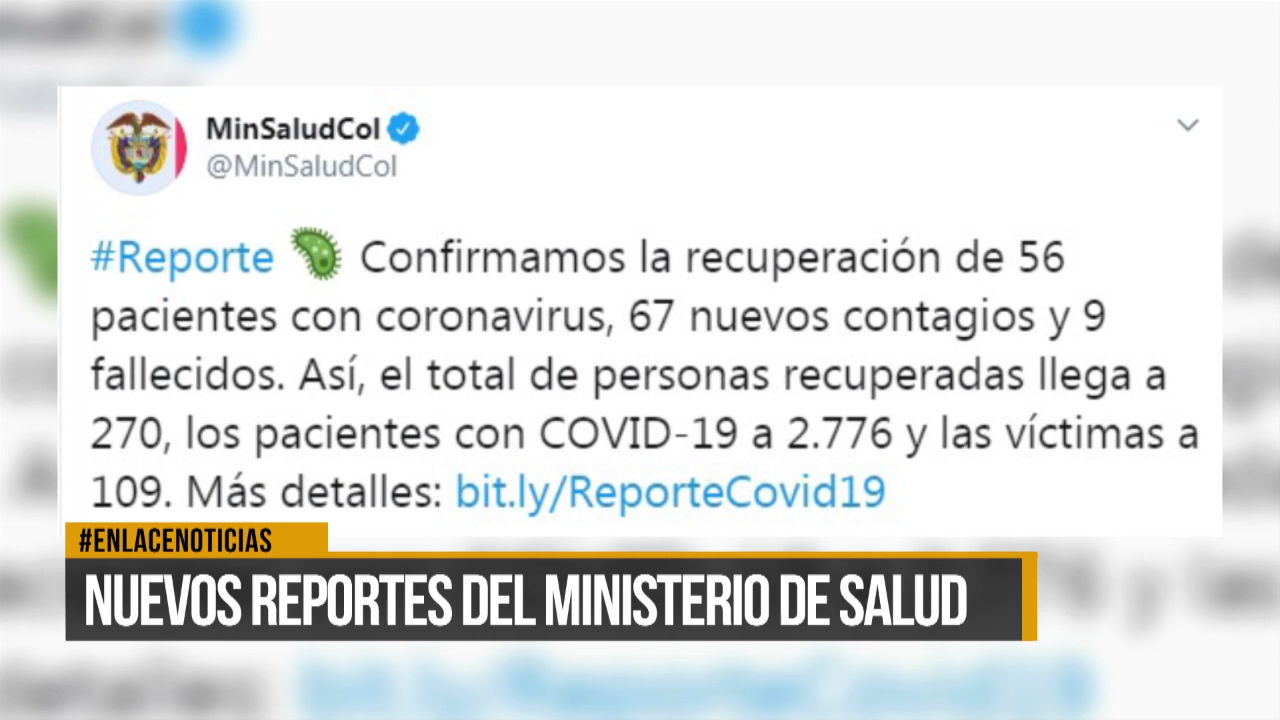 MinSaludCol
@MinSaludCol
#Reporte 🦠 Confirmamos la recuperación de 56
pacientes con coronavirus, 67 nuevos contagios y 9
fallecidos. Así, el total de personas recuperadas llega a
270, los pacientes con COVID-19 a 2.776 y las víctimas a
109. Más detalles: bit.ly/ReporteCovid19
#ENLACENOTICIAS
NUEVOS REPORTES DEL MINISTERIO DE SALUD